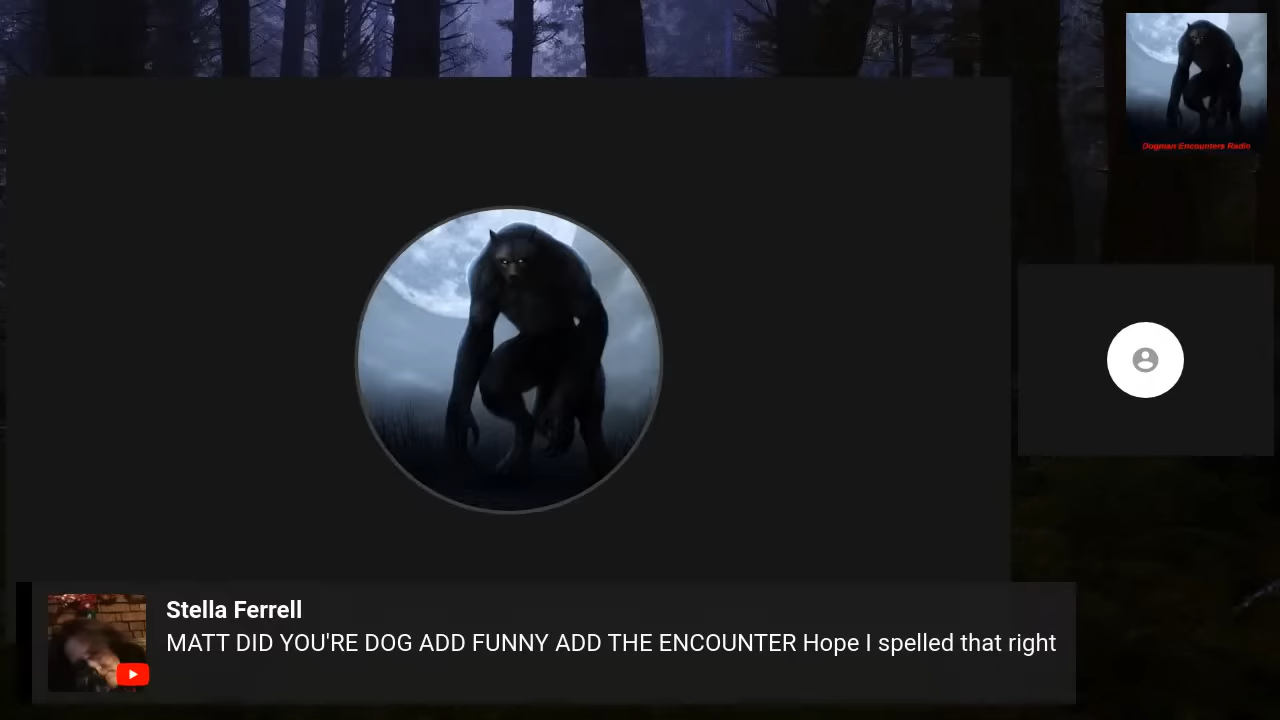 Dogman Encounters Radio
Stella Ferrell
MATT DID YOU'RE DOG ADD FUNNY ADD THE ENCOUNTER Hope I spelled that right